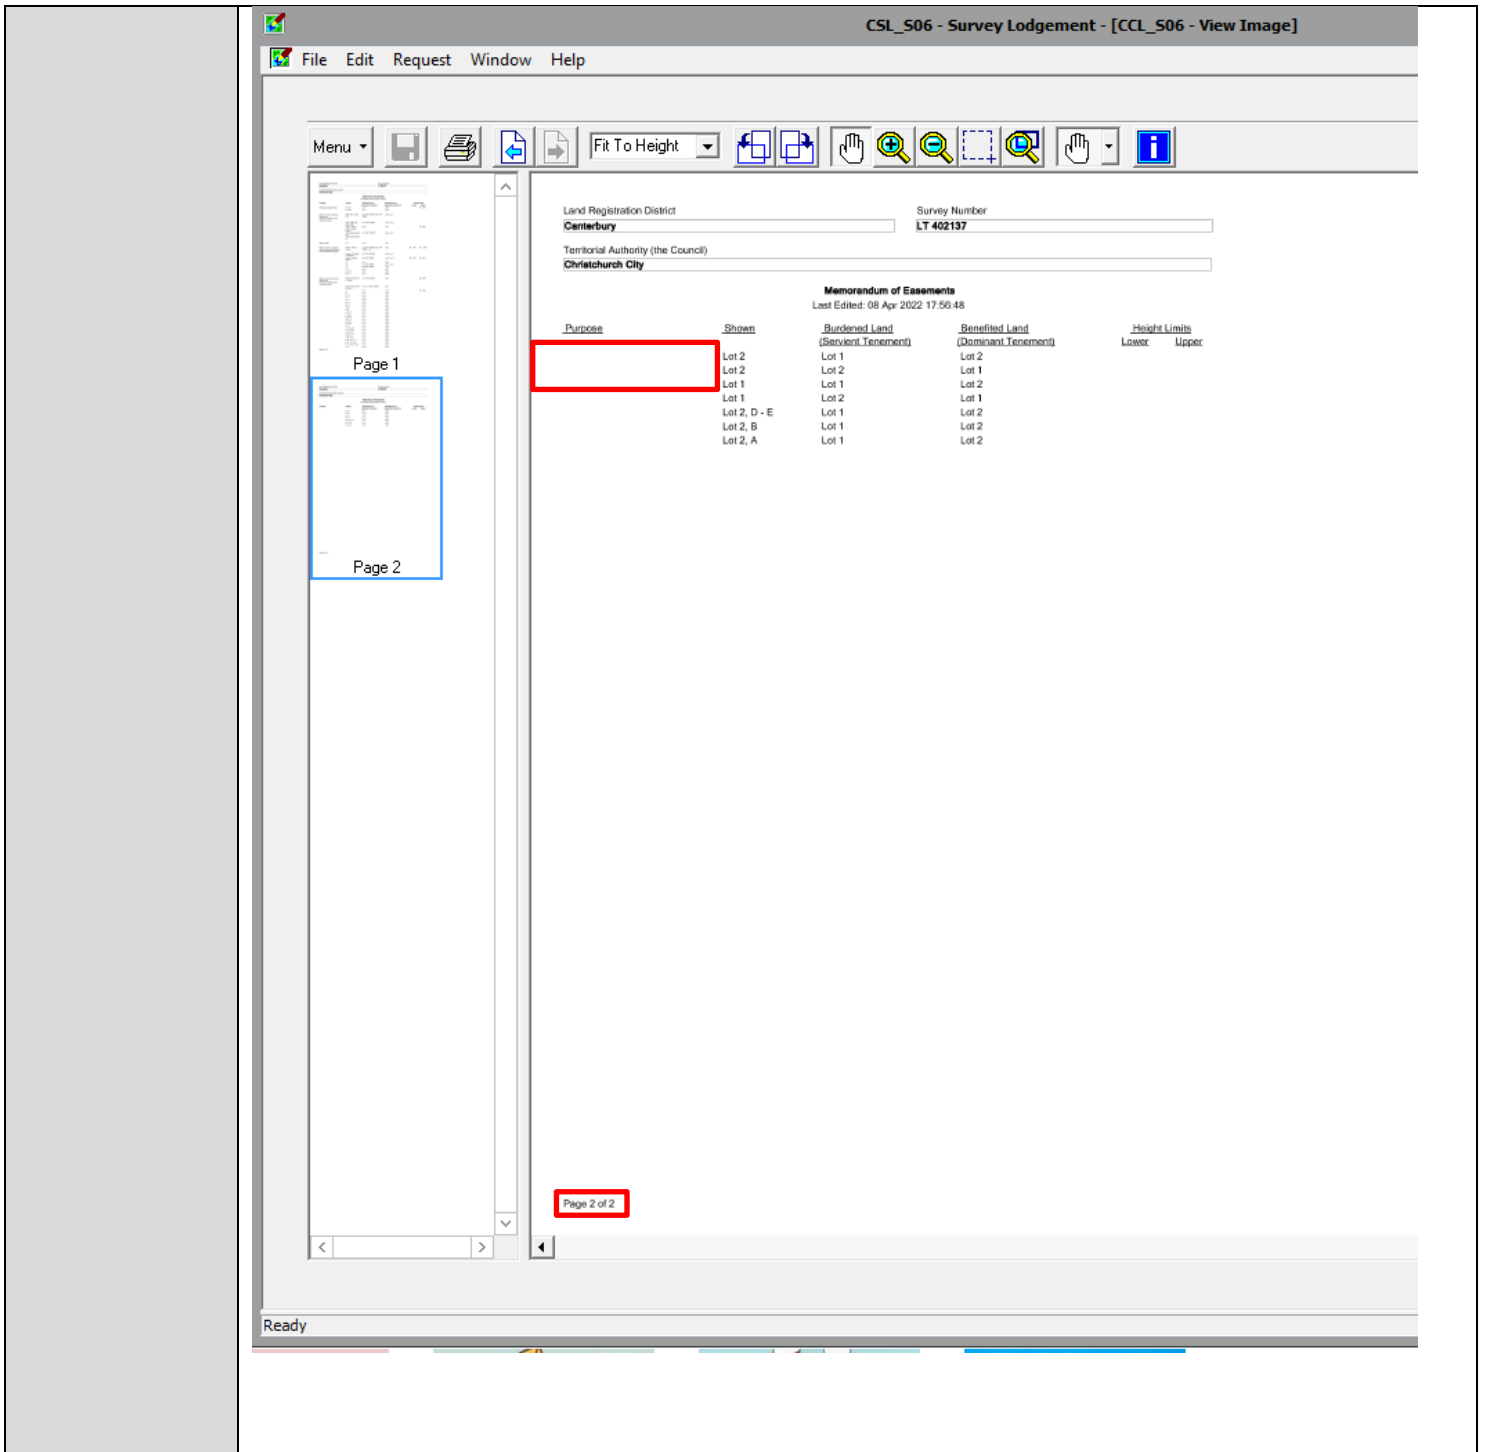 CSL_S06 - Survey Lodgement - [CCL_S06 - View Image]
File Edit Request Window Help
Menu Fit To Height
Page 1
Page 2
Land Registration District Survey Number
Canterbury LT 402137
Territorial Authority (the Council)
Christchurch City
Memorandum of Easements
Last Edited: 08 Apr 2022 17:56:48
Purpose Shown Burdened Land Benefited Land Height Limits
(Servient Tenement) (Dominant Tenement) Lower Upper
Lot 2 Lot 1 Lot 2
Lot 2 Lot 2 Lot 1
Lot 1 Lot 1 Lot 2
Lot 1 Lot 2 Lot 1
Lot 2, D - E Lot 1 Lot 2
Lot 2, B Lot 1 Lot 2
Lot 2, A Lot 1 Lot 2
Page 2 of 2
Ready